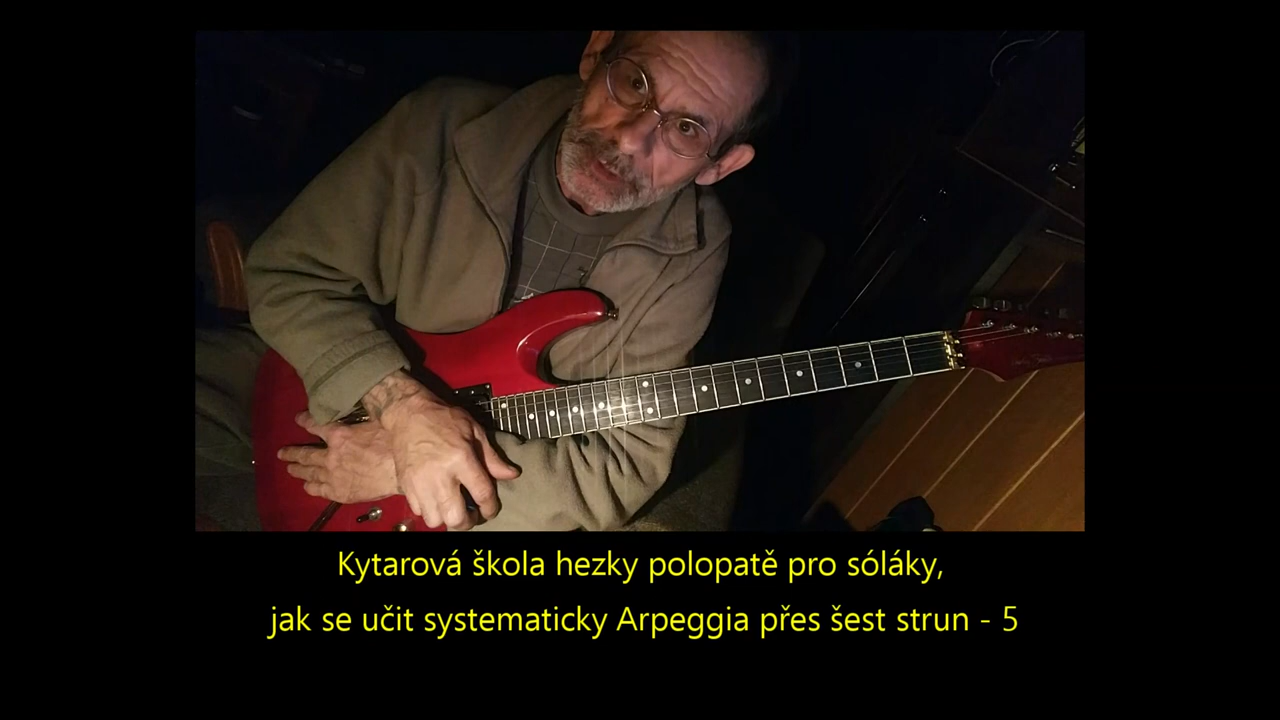 Kytarová škola hezky polopatě pro sóláky,
jak se učit systematicky Arpeggia přes šest strun - 5